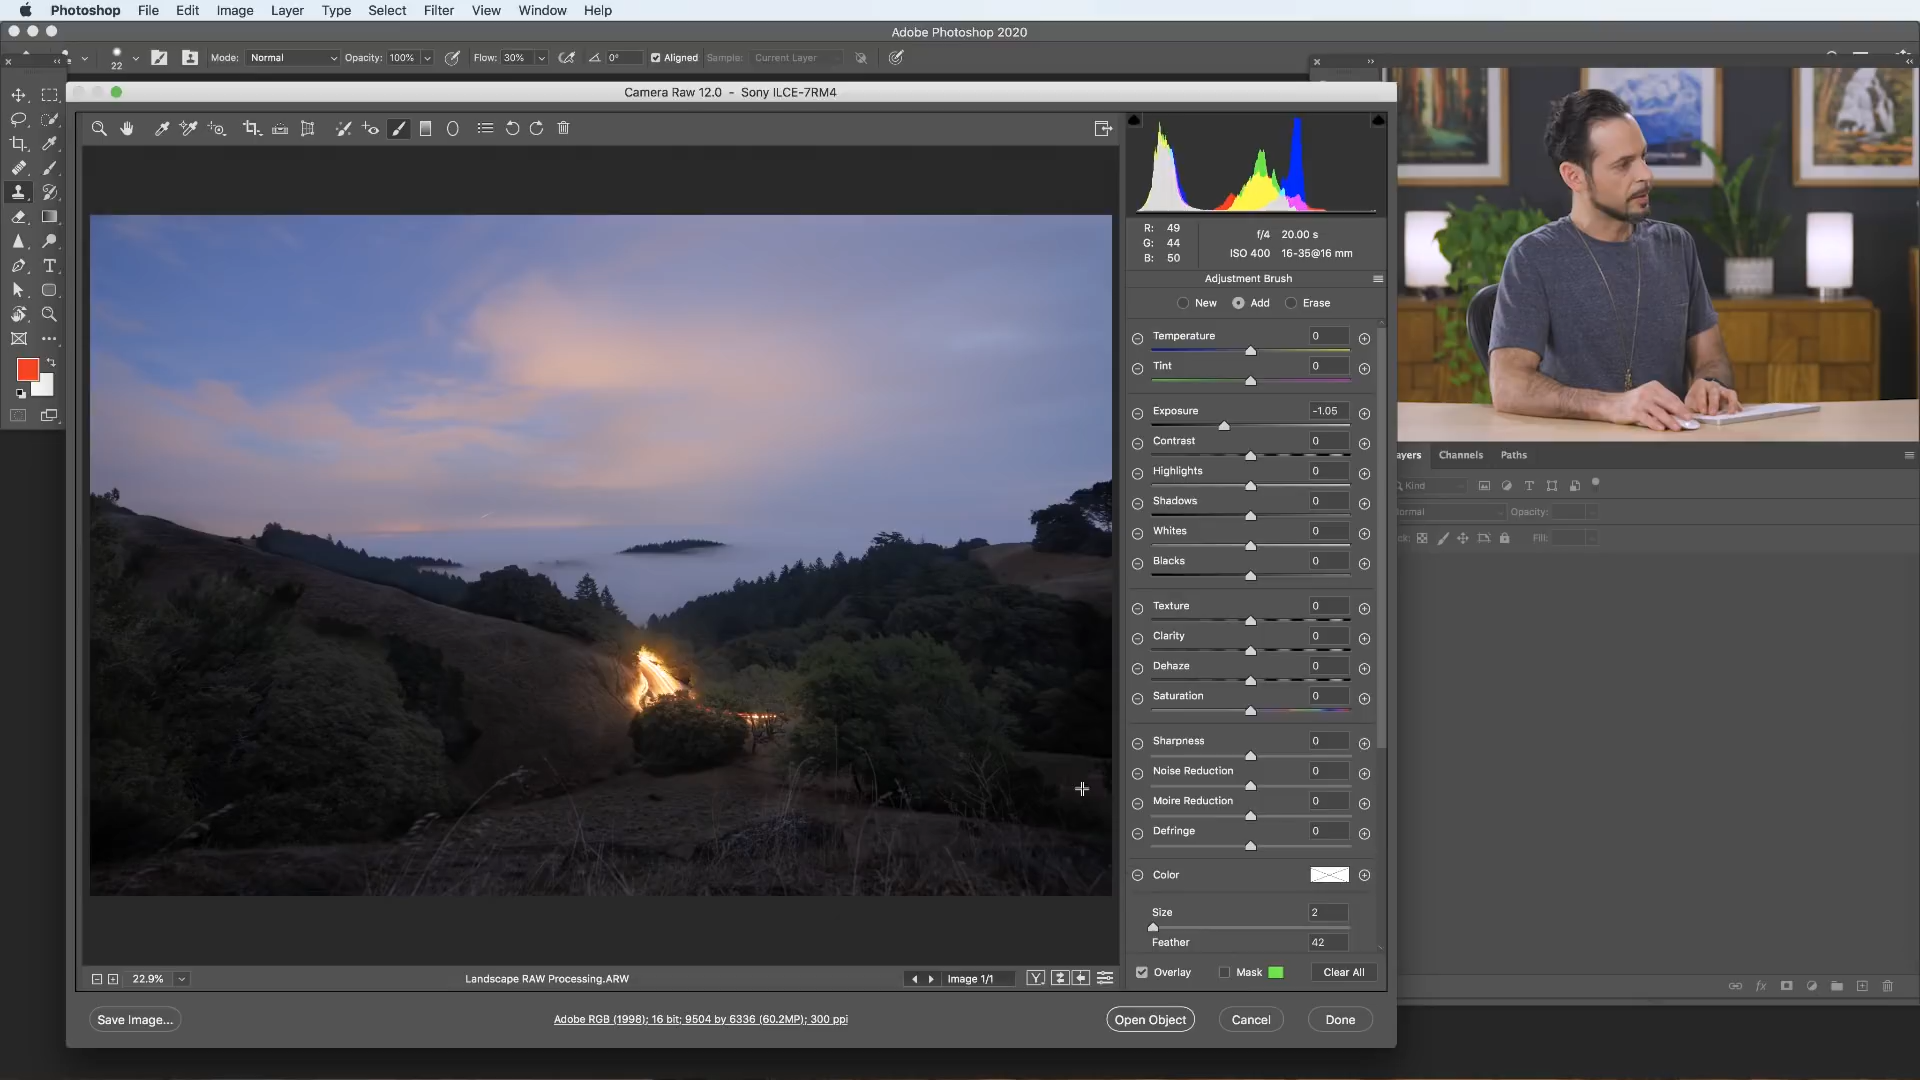 Photoshop File Edit Image Layer Type Select Filter View Window Help
Adobe Photoshop 2020
22 Mode: Normal Opacity: 100% Flow: 30% 0° Aligned Sample: Current Layer
Camera Raw 12.0 - Sony ILCE-7RM4
R: 49
G: 44
B: 50
f/4 20.00 s
ISO 400 16-35@16 mm
Adjustment Brush
New Add Erase
Temperature 0
Tint 0
Exposure -1.05
Contrast 0
Highlights 0
Shadows 0
Whites 0
Blacks 0
Texture 0
Clarity 0
Dehaze 0
Saturation 0
Sharpness 0
Noise Reduction 0
Moire Reduction 0
Defringe 0
Color
Size 2
Feather 42
Overlay Mask Clear All
ayers Channels Paths
Kind
ormal Opacity:
ck: Fill:
22.9% Landscape RAW Processing.ARW Image 1/1 Y
Save Image... Adobe RGB (1998); 16 bit; 9504 by 6336 (60.2MP); 300 ppi Open Object Cancel Done
fx